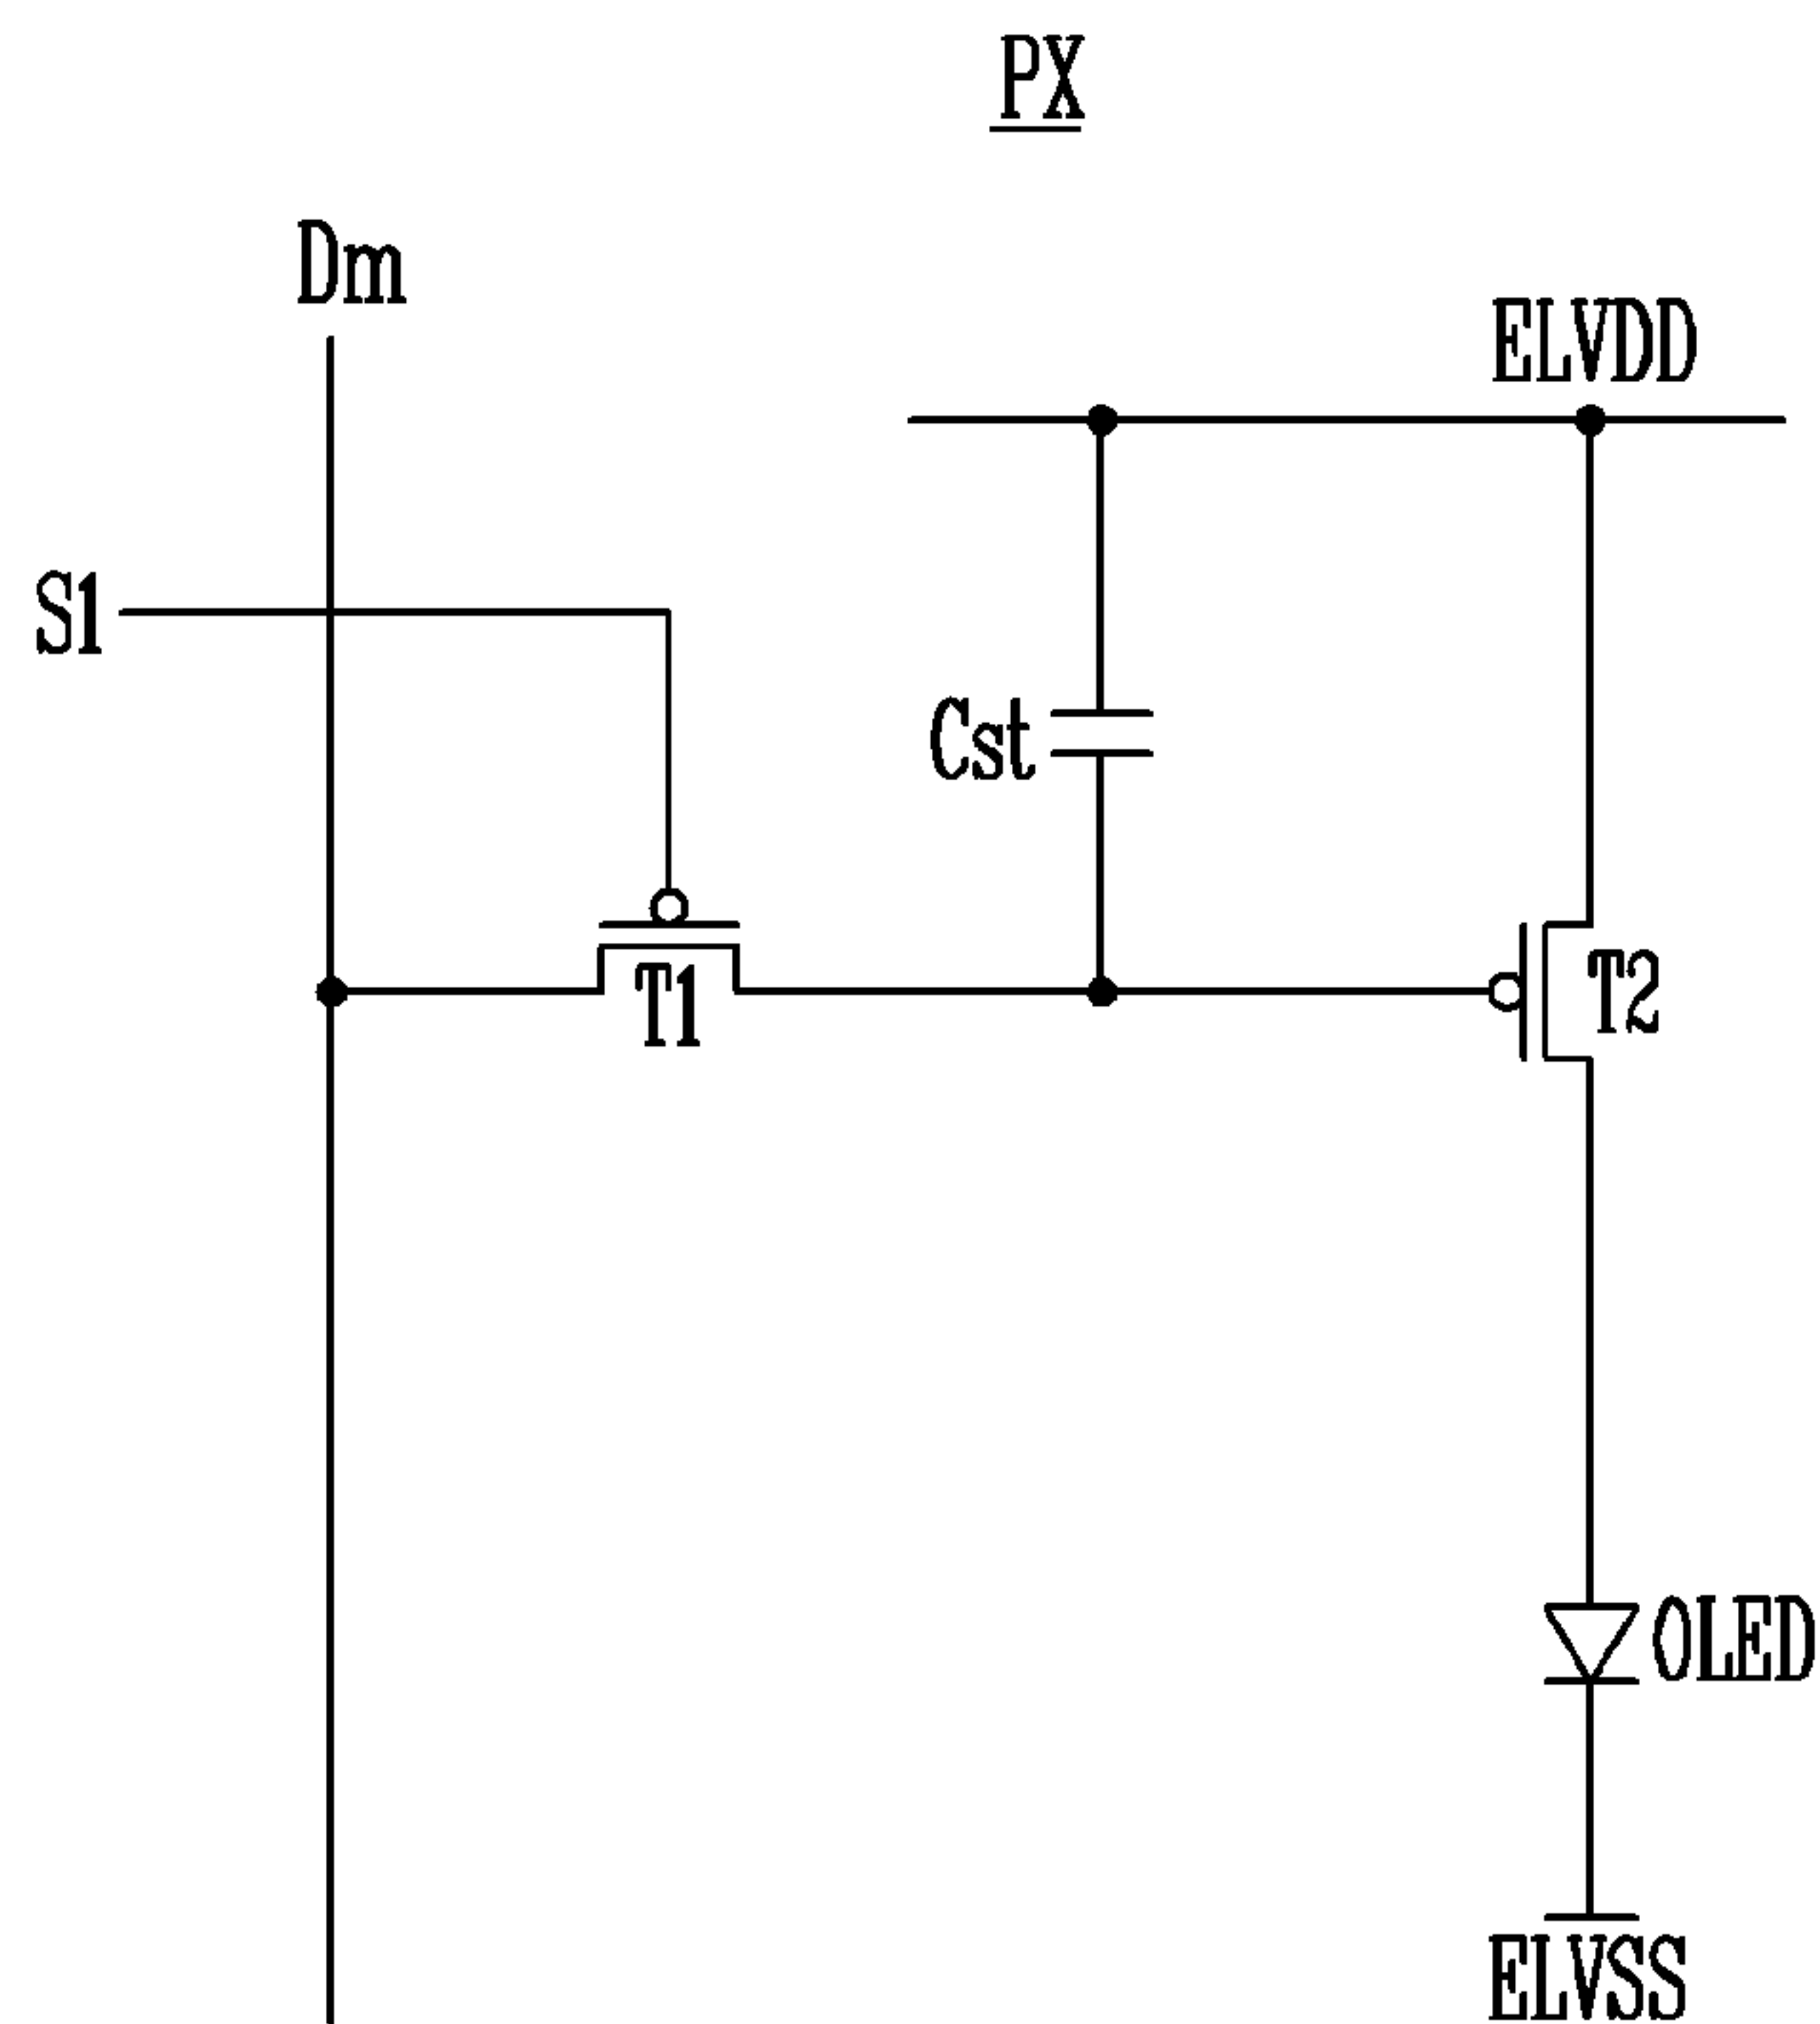 PX
Dm
ELVDD
S1
Cst
T1
T2
OLED
ELVSS